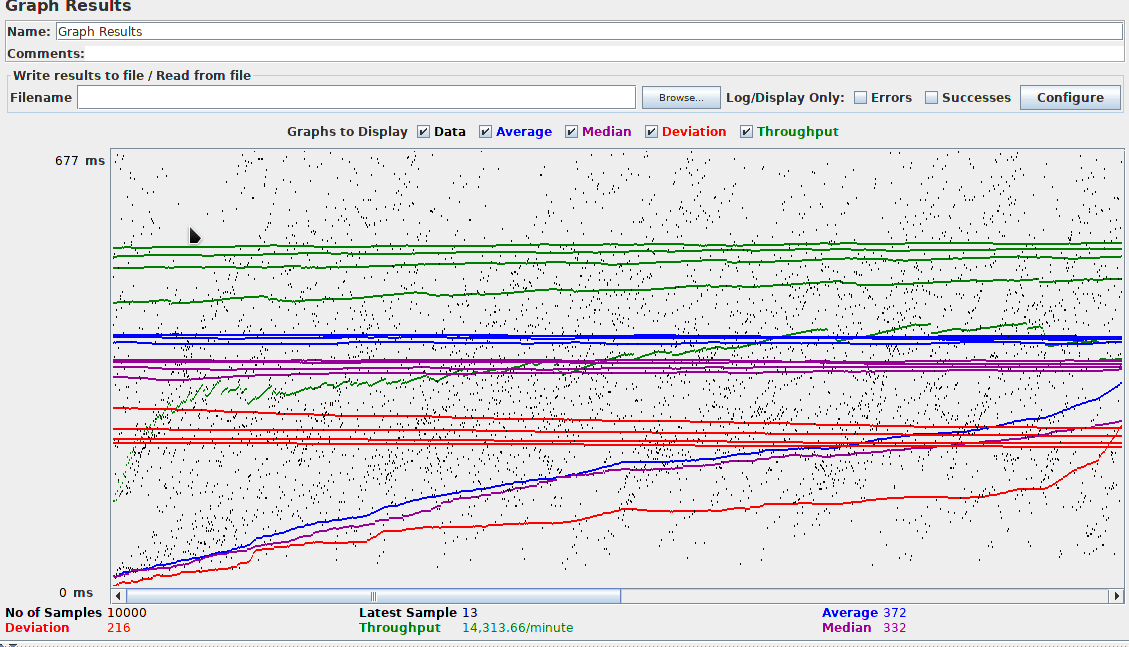 Graph Results
Name: Graph Results
Comments:
Write results to file / Read from file
Filename Browse... Log/Display Only: Errors Successes Configure
Graphs to Display Data Average Median Deviation Throughput
677 ms
0 ms
No of Samples 10000 Latest Sample 13 Average 372
Deviation 216 Throughput 14,313.66/minute Median 332